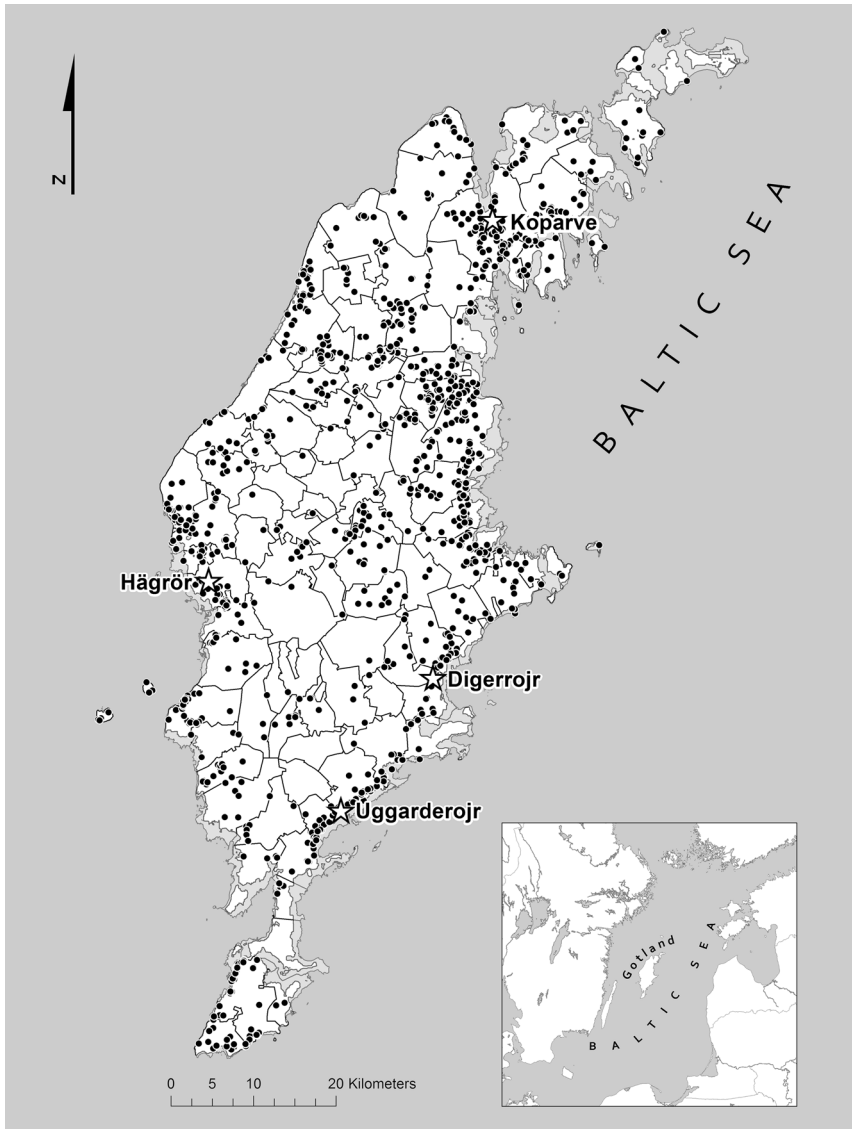 N
Koparve
BALTIC SEA
Hägrör
Digerrojr
Uggarderojr
Gotland
BALTIC SEA
0 5 10 20 Kilometers